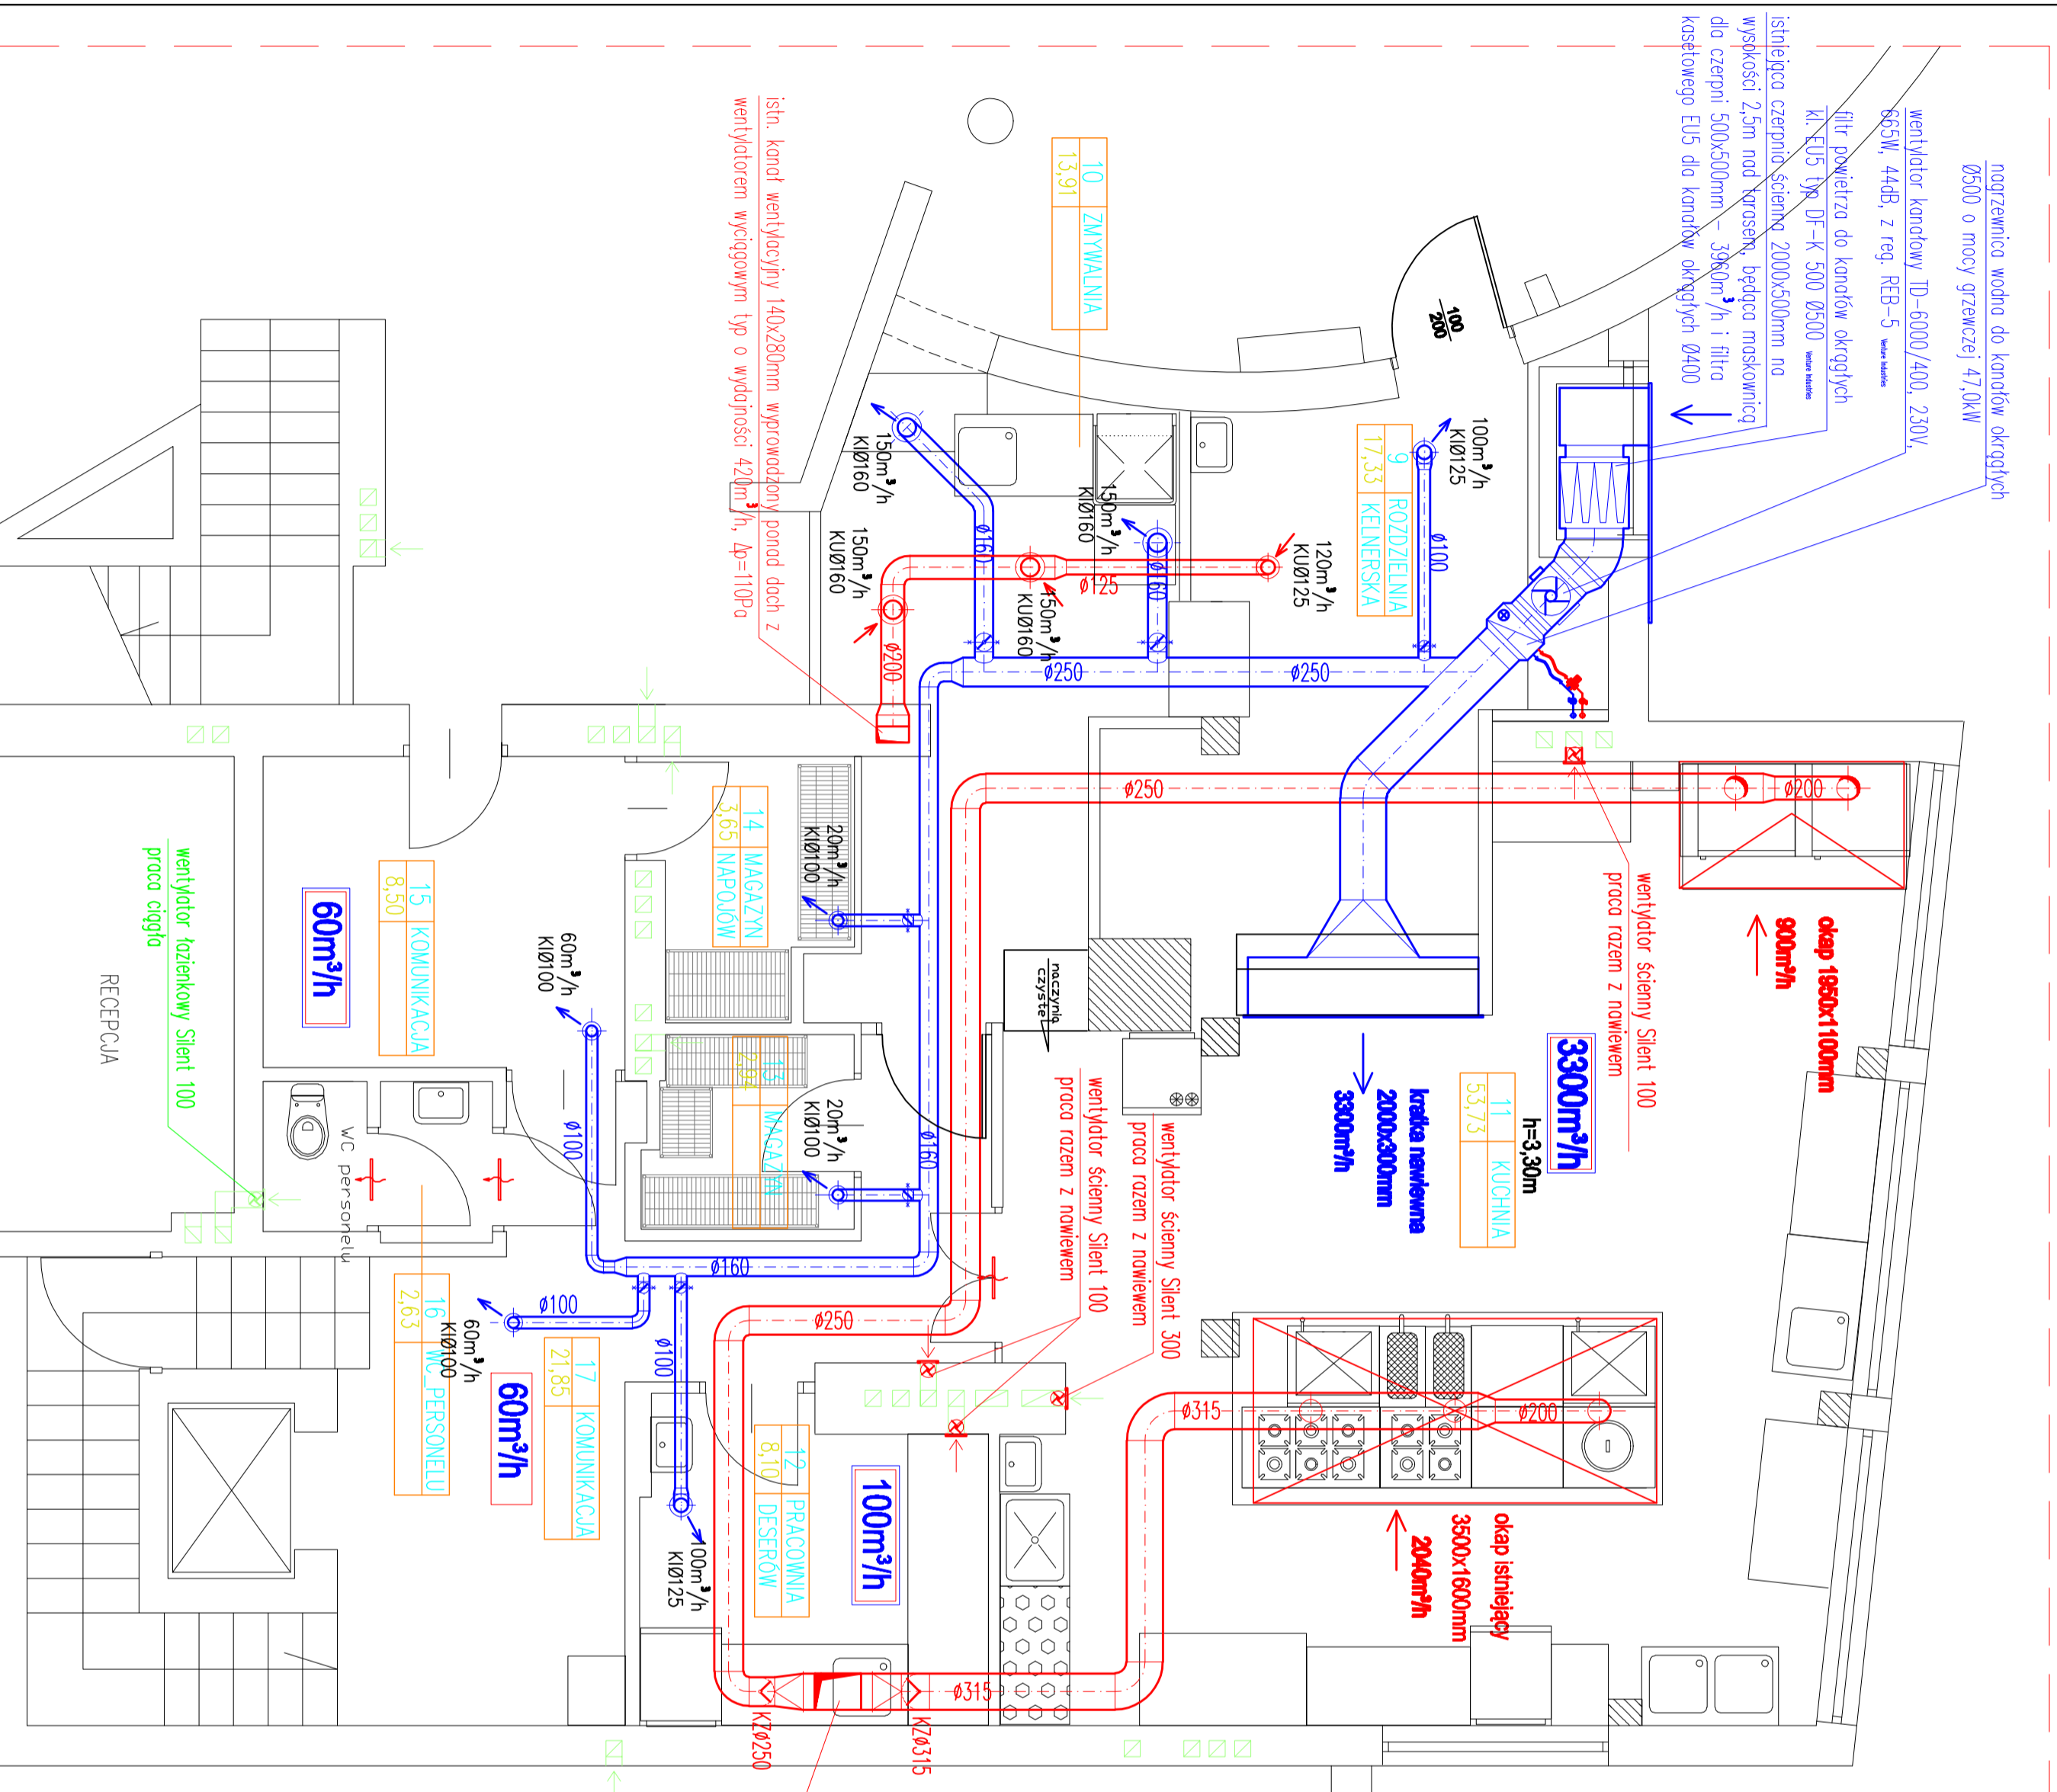 nagrzewnica wodna do kanałów okrągłych
Ø500 o mocy grzewczej 47,0kW
wentylator kanałowy TD-6000/400, 230V,
665W, 44dB, z reg. REB-5 Venture Industries
filtr powietrza do kanałów okrągłych
kl. EU5 typ DF-K 500 Ø500 Venture Industries
istniejąca czerpnia ścienna 2000x500mm na
wysokości 2,5m nad tarasem, będąca maskownicą
dla czerpni 500x500mm - 3960m³/h i filtra
kasetowego EU5 dla kanałów okrągłych Ø400
istn. kanał wentylacyjny 140x280mm wyprowadzony ponad dach z
wentylatorem wyciągowym typ o wydajności 420m³/h, Δp=110Pa
10 ZMYWALNIA
13,91
100
200
9 ROZDZIELNIA
17,33 KELNERSKA
100m³/h
KIØ125
Ø100
150m³/h
KIØ160
150m³/h
KIØ160
150m³/h
KUØ160
150m³/h
KUØ160
120m³/h
KUØ125
Ø160
Ø160
Ø125
Ø200
Ø250
Ø250
Ø250
Ø200
okap 1950x1100mm
900m³/h
wentylator ścienny Silent 100
praca razem z nawiewem
3300m³/h
h=3,30m
11 KUCHNIA
53,73
kratka nawiewna
2000x300mm
3300m³/h
naczynia
czyste
wentylator ścienny Silent 300
praca razem z nawiewem
wentylator ścienny Silent 100
praca razem z nawiewem
14 MAGAZYN
3,65 NAPOJÓW
20m³/h
KIØ100
13 MAGAZYN
20m³/h
KIØ100
Ø160
Ø160
15 KOMUNIKACJA
8,50
60m³/h
60m³/h
KIØ100
Ø100
RECEPCJA
wentylator łazienkowy Silent 100
praca ciągła
WC personelu
16 WC_PERSONELU
2,63
60m³/h
KIØ100
Ø100
17 KOMUNIKACJA
21,85
60m³/h
Ø100
Ø250
12 PRACOWNIA
8,10 DESERÓW
100m³/h
100m³/h
KIØ125
Ø315
Ø200
okap istniejący
3500x1600mm
2040m³/h
Ø315
KZØ250
KZØ315